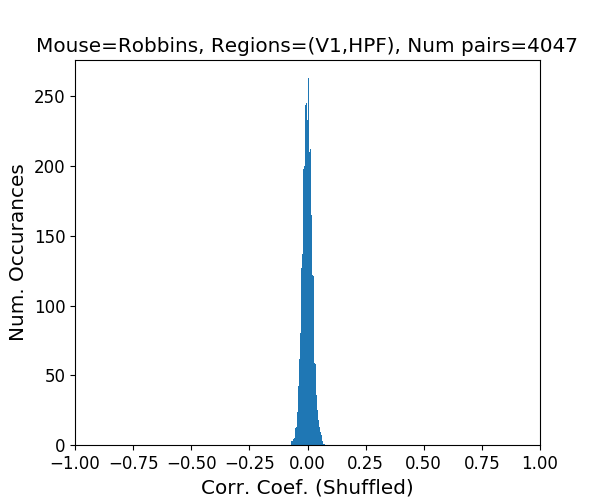 Mouse=Robbins, Regions=(V1,HPF), Num pairs=4047
250
200
150
100
50
0
Num. Occurances
−1.00 −0.75 −0.50 −0.25 0.00 0.25 0.50 0.75 1.00
Corr. Coef. (Shuffled)